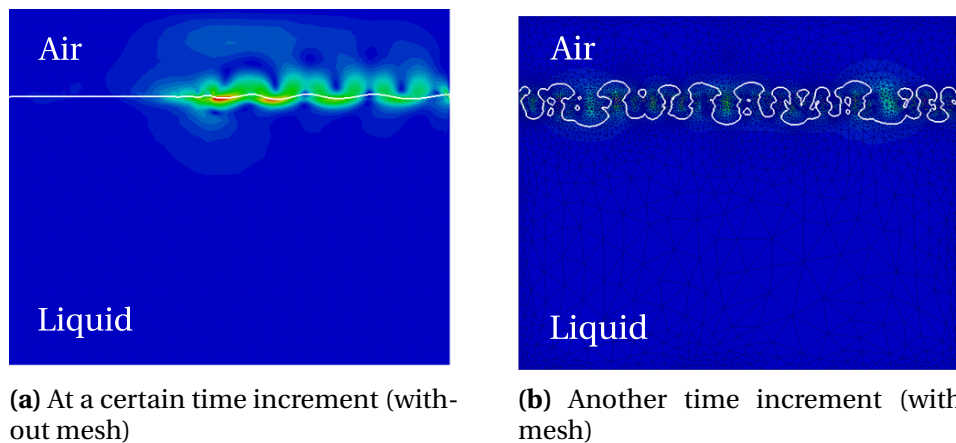 Air
Liquid
Air
Liquid
(a) At a certain time increment (with-
out mesh)
(b) Another time increment (with
mesh)